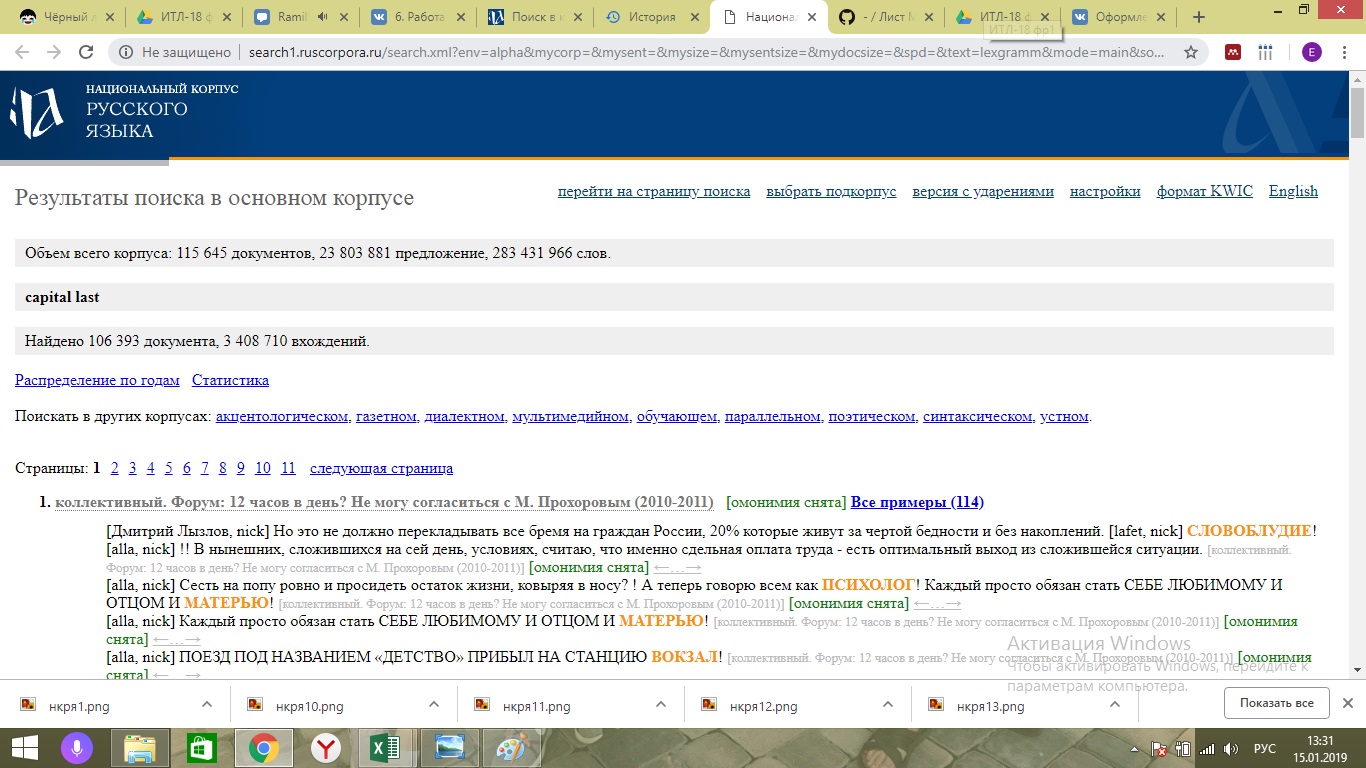 Чёрный
ИТЛ-18 ф
Ramil
6. Работа
Поиск в к
История
Национал
- / Лист
ИТЛ-18 ф
Оформле
ИТЛ-18 фр1
Не защищено search1.ruscorpora.ru/search.xml?env=alpha&mycorp=&mysent=&mysize=&mysentsize=&mydocsize=&spd=&text=lexgramm&mode=main&so...
E
НАЦИОНАЛЬНЫЙ КОРПУС
РУССКОГО
ЯЗЫКА
Результаты поиска в основном корпусе
перейти на страницу поиска выбрать подкорпус версия с ударениями настройки формат KWIC English
Объем всего корпуса: 115 645 документов, 23 803 881 предложение, 283 431 966 слов.
capital last
Найдено 106 393 документа, 3 408 710 вхождений.
Распределение по годам Статистика
Поискать в других корпусах: акцентологическом, газетном, диалектном, мультимедийном, обучающем, параллельном, поэтическом, синтаксическом, устном.
Страницы: 1 2 3 4 5 6 7 8 9 10 11 следующая страница
1. коллективный. Форум: 12 часов в день? Не могу согласиться с М. Прохоровым (2010-2011) [омонимия снята] Все примеры (114)
[Дмитрий Лызлов, nick] Но это не должно перекладывать все бремя на граждан России, 20% которые живут за чертой бедности и без накоплений. [lafet, nick] СЛОВОБЛУДИЕ!
[alla, nick] !! В нынешних, сложившихся на сей день, условиях, считаю, что именно сдельная оплата труда - есть оптимальный выход из сложившейся ситуации. [коллективный.
Форум: 12 часов в день? Не могу согласиться с М. Прохоровым (2010-2011)] [омонимия снята] ←…→
[alla, nick] Сесть на попу ровно и просидеть остаток жизни, ковыряя в носу? ! А теперь говорю всем как ПСИХОЛОГ! Каждый просто обязан стать СЕБЕ ЛЮБИМОМУ И
ОТЦОМ И МАТЕРЬЮ! [коллективный. Форум: 12 часов в день? Не могу согласиться с М. Прохоровым (2010-2011)] [омонимия снята] ←…→
[alla, nick] Каждый просто обязан стать СЕБЕ ЛЮБИМОМУ И ОТЦОМ И МАТЕРЬЮ! [коллективный. Форум: 12 часов в день? Не могу согласиться с М. Прохоровым (2010-2011)] [омонимия
снята] ←…→
[alla, nick] ПОЕЗД ПОД НАЗВАНИЕМ «ДЕТСТВО» ПРИБЫЛ НА СТАНЦИЮ ВОКЗАЛ! [коллективный. Форум: 12 часов в день? Не могу согласиться с М. Прохоровым (2010-2011)] [омонимия
снята] ←…→
Активация Windows
Чтобы активировать Windows, перейдите к
параметрам компьютера.
нкря1.png
нкря10.png
нкря11.png
нкря12.png
нкря13.png
Показать все
РУС
13:31
15.01.2019